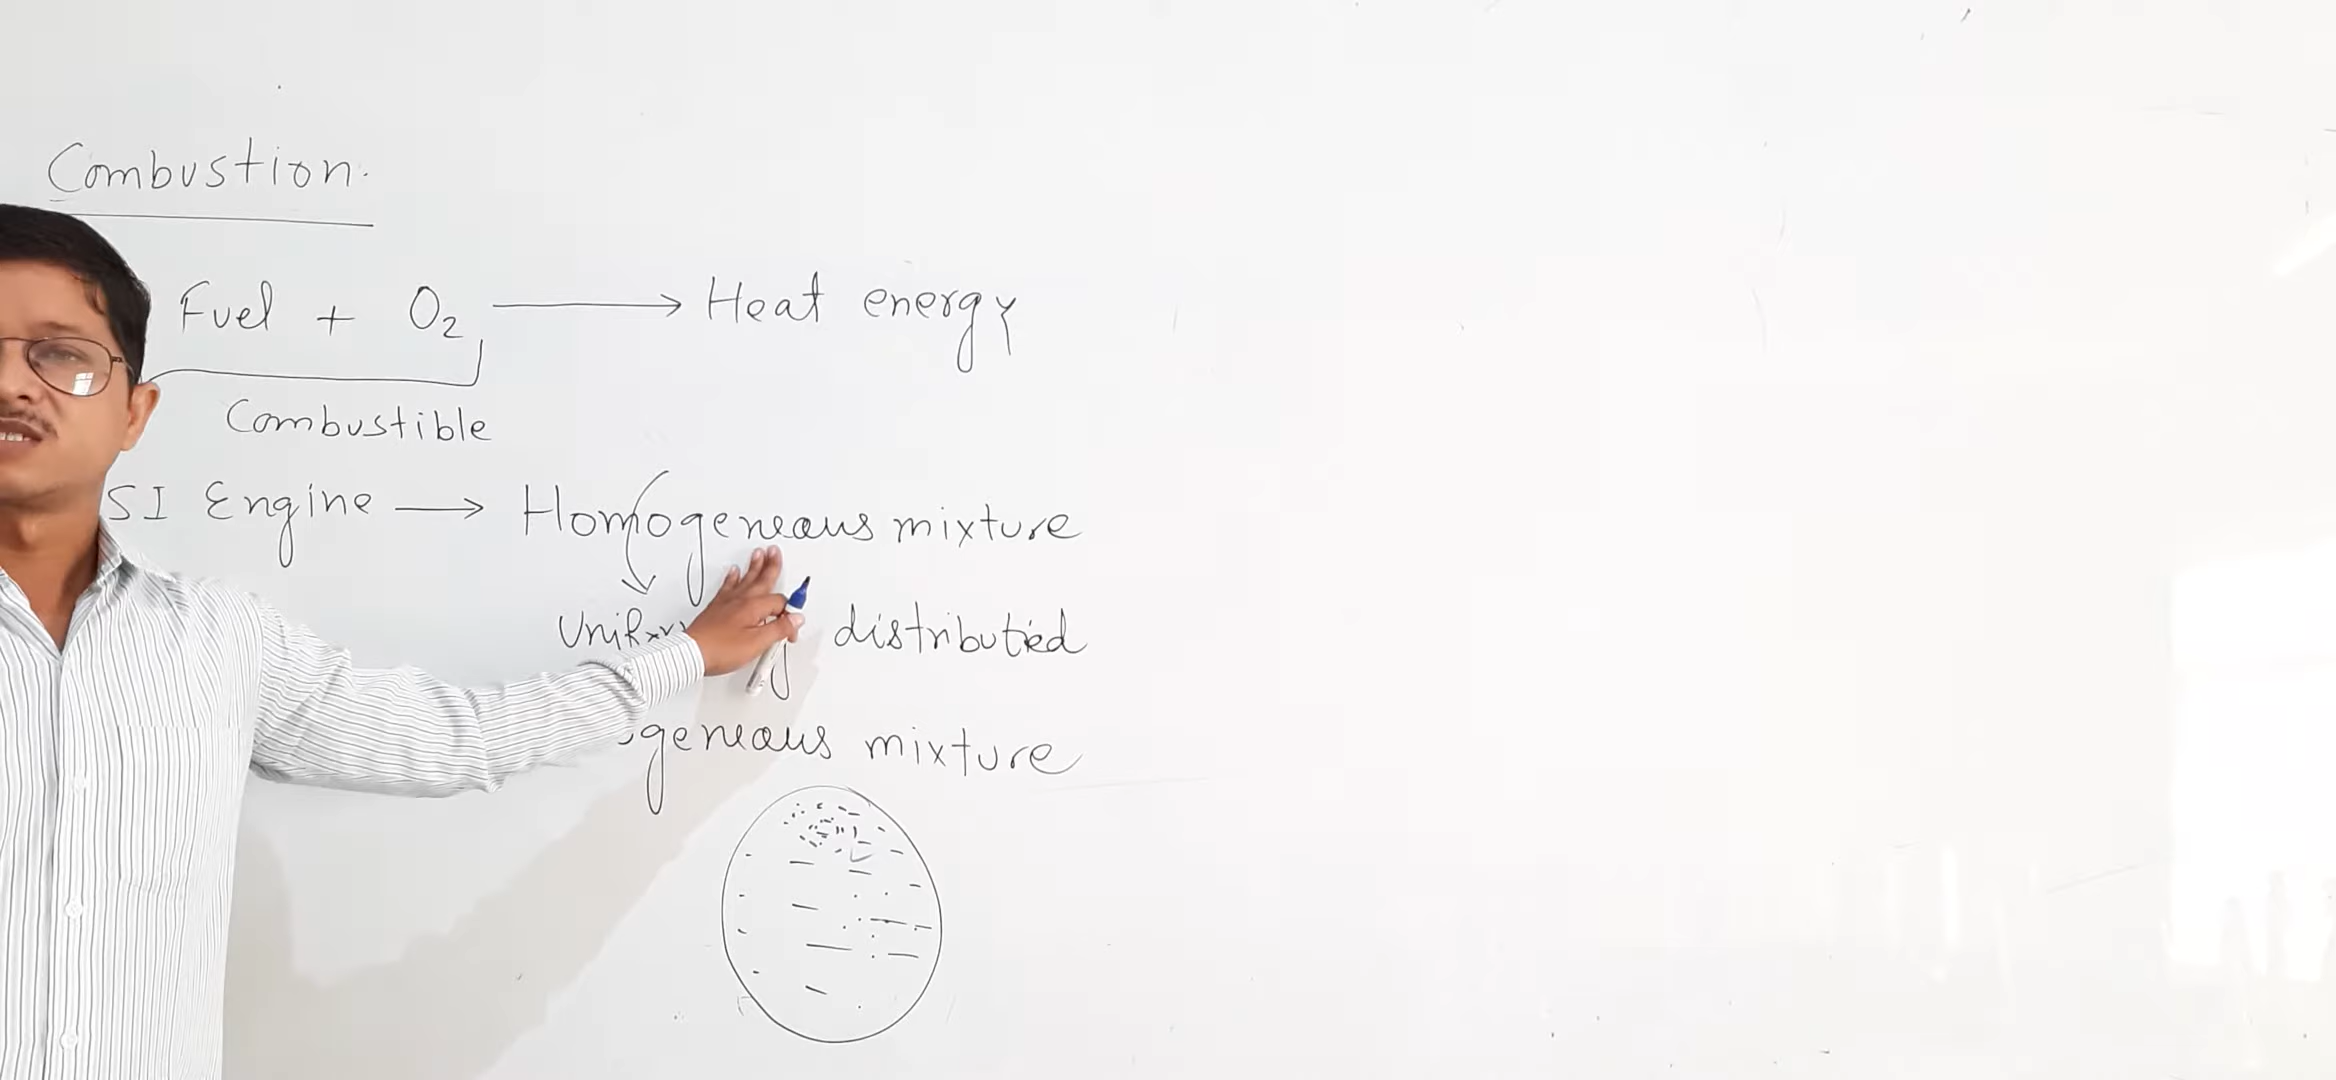 Combustion.
Fuel + O₂ → Heat energy
Combustible
SI Engine → Homogeneous mixture
distributed
mixture